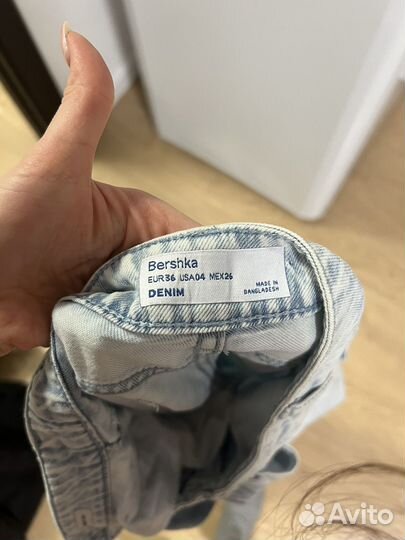 Bershka
EUR36 USA04 MEX26
DENIM
MADE IN
BANGLADESH
Avito